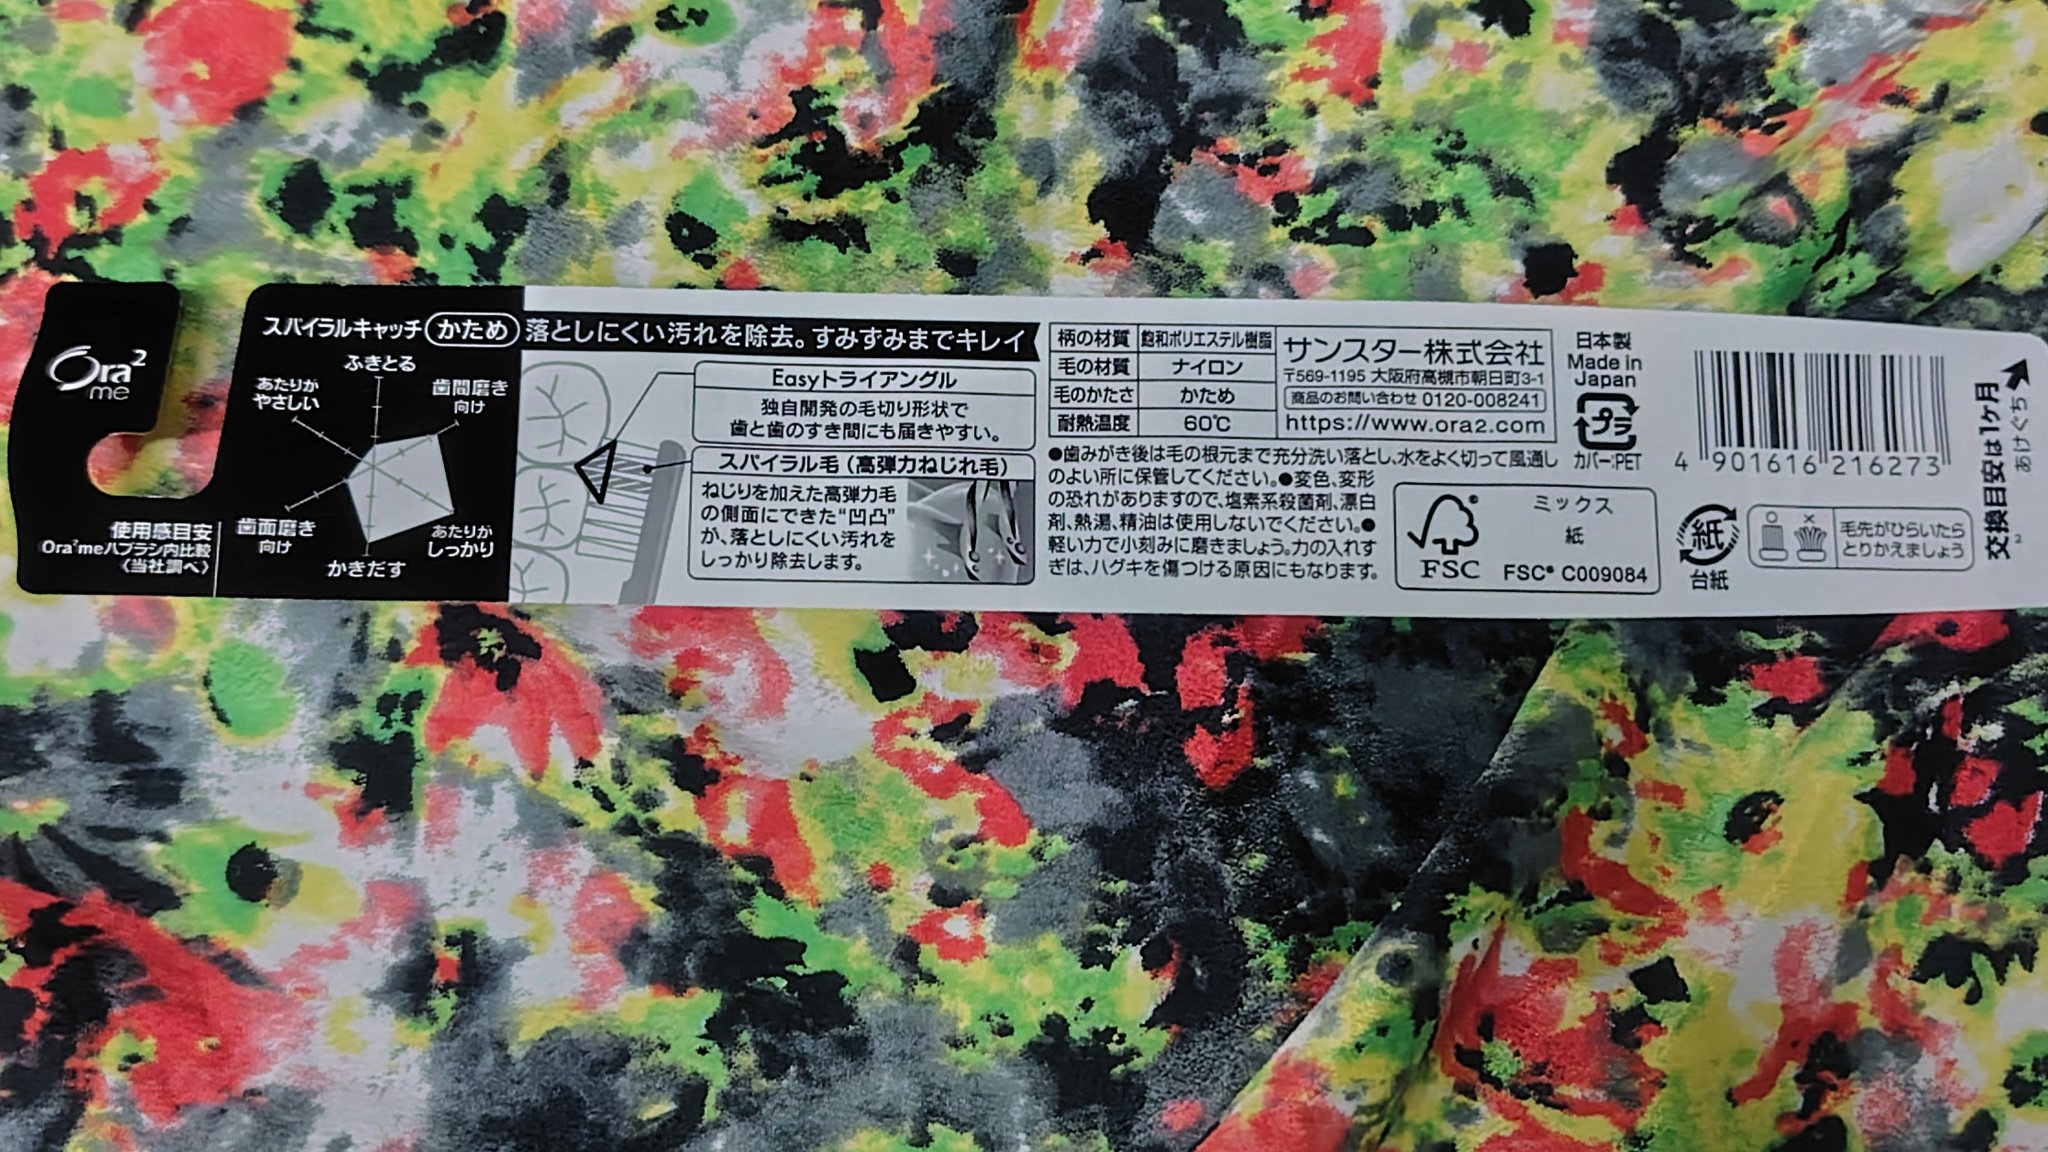 Ora² me
使用感目安
Ora²meハブラシ内比較
〈当社調べ〉
スパイラルキャッチ かため
ふきとる
歯間磨き
向け
あたりが
しっかり
かきだす
歯面磨き
向け
あたりが
やさしい
落としにくい汚れを除去。すみずみまでキレイ
Easyトライアングル
独自開発の毛切り形状で
歯と歯のすき間にも届きやすい。
スパイラル毛(高弾力ねじれ毛)
ねじりを加えた高弾力毛
の側面にできた“凹凸”
が、落としにくい汚れを
しっかり除去します。
柄の材質 飽和ポリエステル樹脂
毛の材質 ナイロン
毛のかたさ かため
耐熱温度 60℃
サンスター株式会社
〒569-1195 大阪府高槻市朝日町3-1
商品のお問い合わせ 0120-008241
https://www.ora2.com
●歯みがき後は毛の根元まで充分洗い落とし、水をよく切って風通し
のよい所に保管してください。●変色、変形
の恐れがありますので、塩素系殺菌剤、漂白
剤、熱湯、精油は使用しないでください。●
軽い力で小刻みに磨きましょう。力の入れす
ぎは、ハグキを傷つける原因にもなります。
日本製
Made in
Japan
プラ
カバー:PET
FSC
ミックス
紙
FSC® C009084
4 901616 216273
紙
台紙
毛先がひらいたら
とりかえましょう
交換目安は1ヶ月
あけぐち